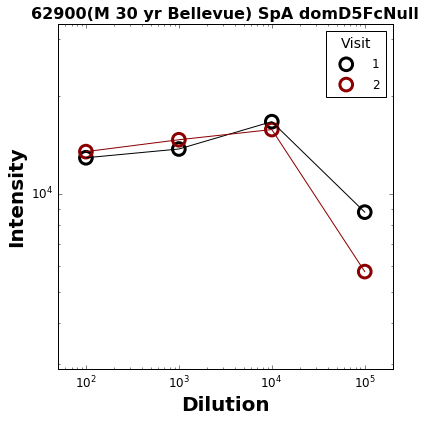 62900(M 30 yr Bellevue) SpA domD5FcNull
Visit
1
2
Intensity
10^4
10^2 10^3 10^4 10^5
Dilution